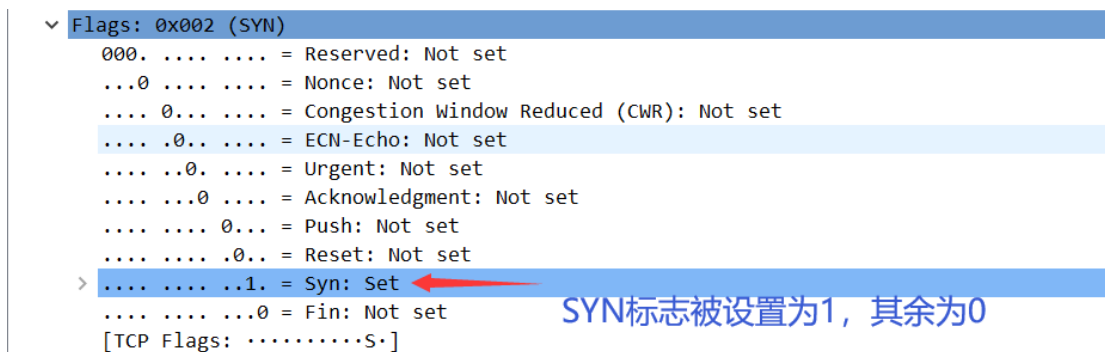 Flags: 0x002 (SYN)
000. .... .... = Reserved: Not set
...0 .... .... = Nonce: Not set
.... 0... .... = Congestion Window Reduced (CWR): Not set
.... .0.. .... = ECN-Echo: Not set
.... ..0. .... = Urgent: Not set
.... ...0 .... = Acknowledgment: Not set
.... .... 0... = Push: Not set
.... .... .0.. = Reset: Not set
.... .... ..1. = Syn: Set
.... .... ...0 = Fin: Not set
SYN标志被设置为1，其余为0
[TCP Flags: ··········S·]